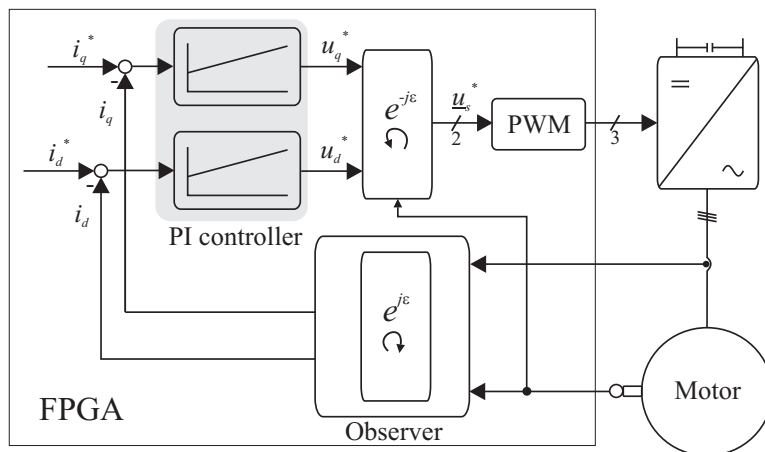 i_q^*
u_q^*
-
i_q
e^{-jε}
u_s^*
PWM
2
3
=
~
i_d^*
u_d^*
-
i_d
PI controller
e^{jε}
Motor
FPGA
Observer